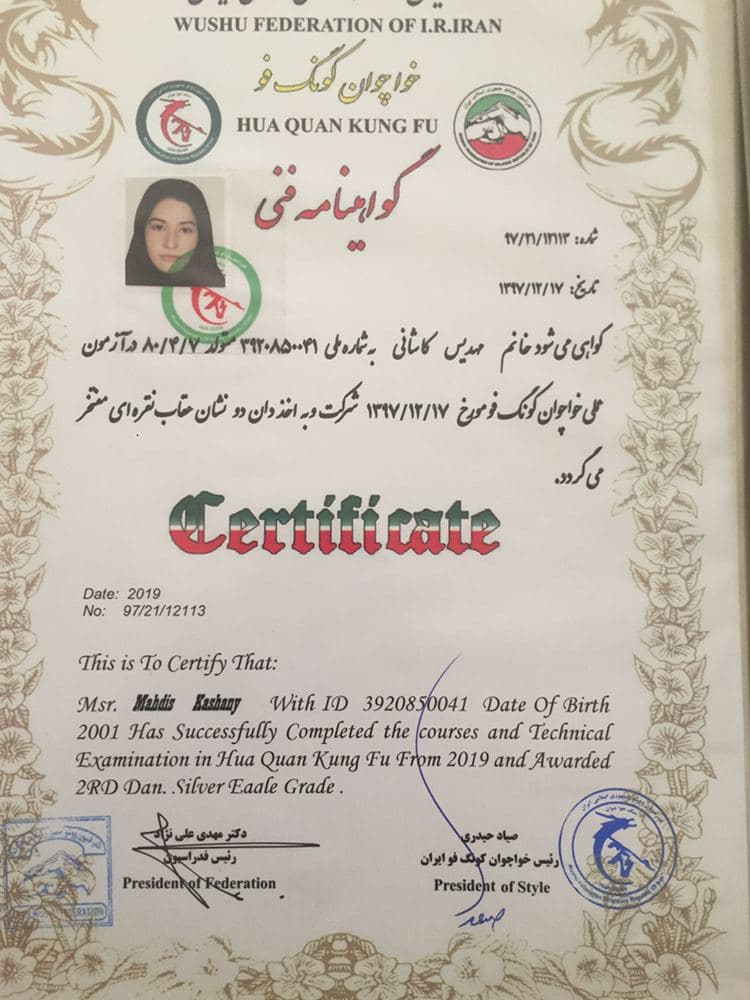 WUSHU FEDERATION OF I.R.IRAN
خواچوان کونگ فو
HUA QUAN KUNG FU
گواهینامه فنی
شماره: ۹۷/۲۱/۱۲۱۱۳
تاریخ: ۱۳۹۷/۱۲/۱۷
گواهی می شود خانم مهدیس کاشانی به شماره ملی ۳۹۲۰۸۵۰۰۴۱ متولد ۸۰/۴/۷ در آزمون
عملی خواچوان کونگ فو مورخ ۱۳۹۷/۱۲/۱۷ شرکت و به اخذ دان دو نشان عقاب نقره ای مفتخر
می گردد.
Certificate
Date: 2019
No: 97/21/12113
This is To Certify That:
Msr. Mahdis Kashany With ID 3920850041 Date Of Birth
2001 Has Successfully Completed the courses and Technical
Examination in Hua Quan Kung Fu From 2019 and Awarded
2RD Dan. Silver Eaale Grade .
دکتر مهدی علی نژاد
رئیس فدراسیون
President of Federation
صیاد حیدری
رئیس خواچوان کونگ فو ایران
President of Style